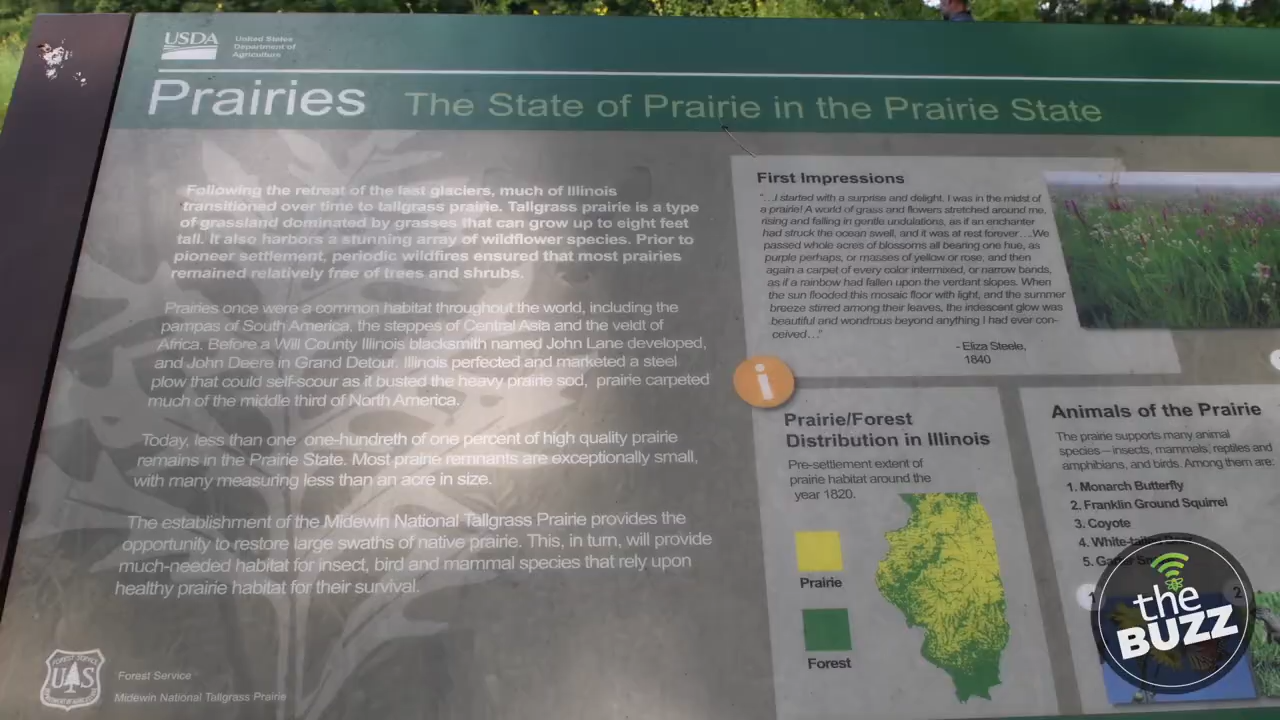 USDA
United States
Department of
Agriculture
Prairies The State of Prairie in the Prairie State
Following the retreat of the last glaciers, much of Illinois
transitioned over time to tallgrass prairie. Tallgrass prairie is a type
of grassland dominated by grasses that can grow up to eight feet
tall. It also harbors a stunning array of wildflower species. Prior to
pioneer settlement, periodic wildfires ensured that most prairies
remained relatively free of trees and shrubs.
Prairies once were a common habitat throughout the world, including the
pampas of South America, the steppes of Central Asia and the veldt of
Africa. Before a Will County Illinois blacksmith named John Lane developed,
and John Deere in Grand Detour, Illinois perfected and marketed a steel
plow that could self-scour as it busted the heavy prairie sod, prairie carpeted
much of the middle third of North America.
Today, less than one one-hundreth of one percent of high quality prairie
remains in the Prairie State. Most prairie remnants are exceptionally small,
with many measuring less than an acre in size.
The establishment of the Midewin National Tallgrass Prairie provides the
opportunity to restore large swaths of native prairie. This, in turn, will provide
much-needed habitat for insect, bird and mammal species that rely upon
healthy prairie habitat for their survival.
FOREST SERVICE
U S
Forest Service
Midewin National Tallgrass Prairie
First Impressions
"...I started with a surprise and delight. I was in the midst of
a prairie! A world of grass and flowers stretched around me,
rising and falling in gentle undulations, as if an enchanter
had struck the ocean swell, and it was at rest forever....We
passed whole acres of blossoms all bearing one hue, as
purple perhaps, or masses of yellow or rose, and then
again a carpet of every color intermixed, or narrow bands,
as if a rainbow had fallen upon the verdant slopes. When
the sun flooded this mosaic floor with light, and the summer
breeze stirred among their leaves, the iridescent glow was
beautiful and wondrous beyond anything I had ever con-
ceived..."
- Eliza Steele,
1840
i
Prairie/Forest
Distribution in Illinois
Pre-settlement extent of
prairie habitat around the
year 1820.
Prairie
Forest
Animals of the Prairie
The prairie supports many animal
species—insects, mammals, reptiles and
amphibians, and birds. Among them are:
1. Monarch Butterfly
2. Franklin Ground Squirrel
3. Coyote
4. White-tailed
5.
1
2
the
BUZZ